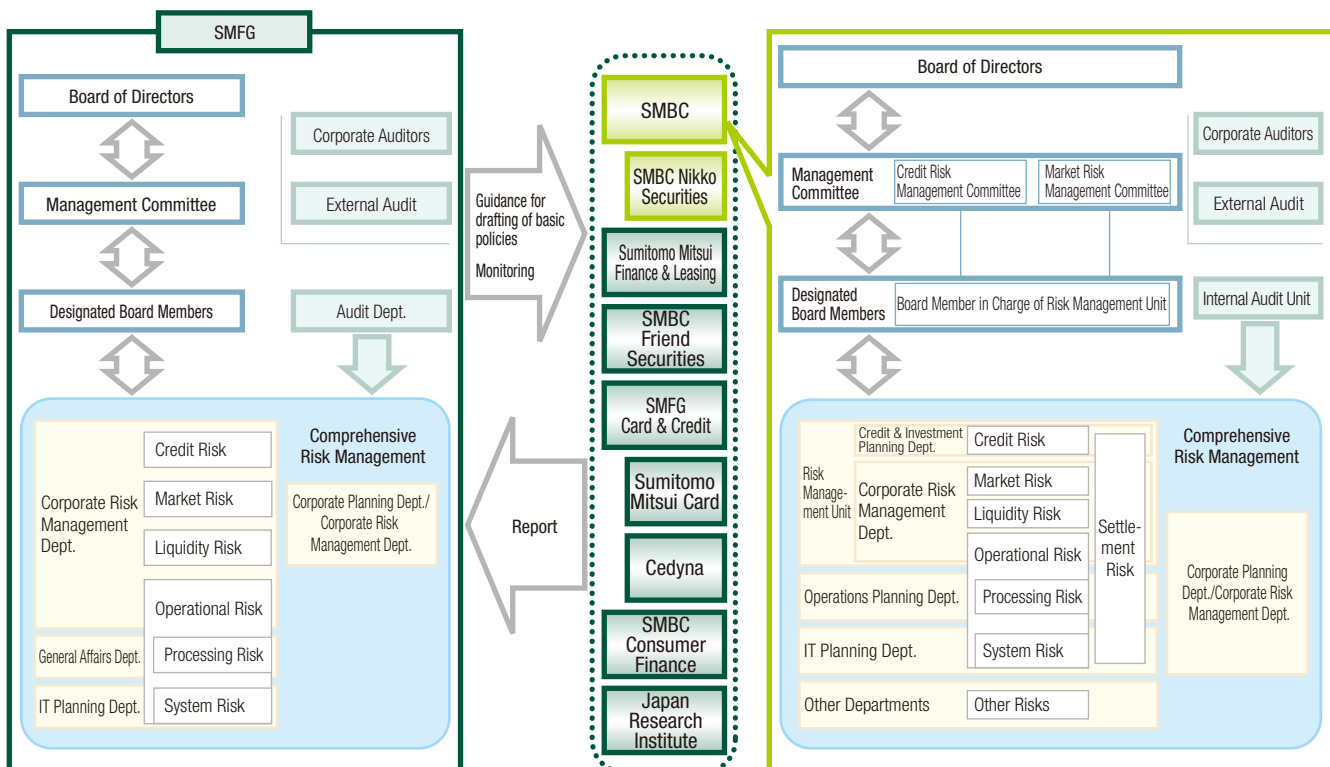 SMFG
Board of Directors
Corporate Auditors
Management Committee
External Audit
Designated Board Members
Audit Dept.
Comprehensive
Risk Management
Corporate Risk
Management
Dept.
Credit Risk
Market Risk
Liquidity Risk
Operational Risk
Corporate Planning Dept./
Corporate Risk
Management Dept.
General Affairs Dept.
Processing Risk
IT Planning Dept.
System Risk
Guidance for
drafting of basic
policies
Monitoring
Report
SMBC
SMBC Nikko
Securities
Sumitomo Mitsui
Finance & Leasing
SMBC
Friend
Securities
SMFG
Card & Credit
Sumitomo
Mitsui Card
Cedyna
SMBC
Consumer
Finance
Japan
Research
Institute
Board of Directors
Corporate Auditors
Management
Committee
Credit Risk
Management Committee
Market Risk
Management Committee
External Audit
Designated
Board Members
Board Member in Charge of Risk Management Unit
Internal Audit Unit
Comprehensive
Risk Management
Risk
Manage-
ment Unit
Credit & Investment
Planning Dept.
Credit Risk
Corporate Risk
Management
Dept.
Market Risk
Liquidity Risk
Operational Risk
Settle-
ment
Risk
Operations Planning Dept.
Processing Risk
IT Planning Dept.
System Risk
Other Departments
Other Risks
Corporate Planning
Dept./Corporate Risk
Management Dept.